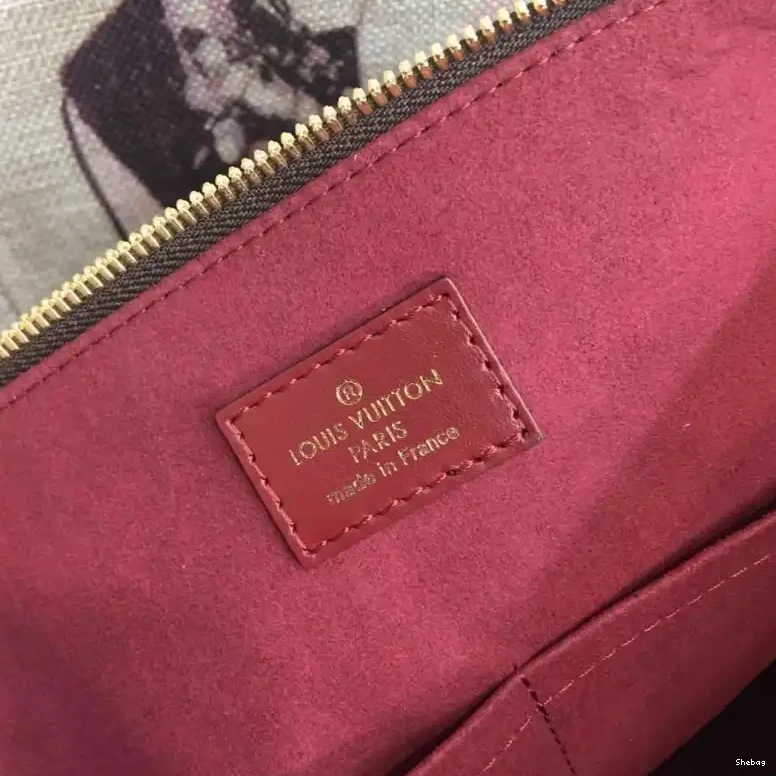 ®
LOUIS VUITTON
PARIS
made in France
Shebag